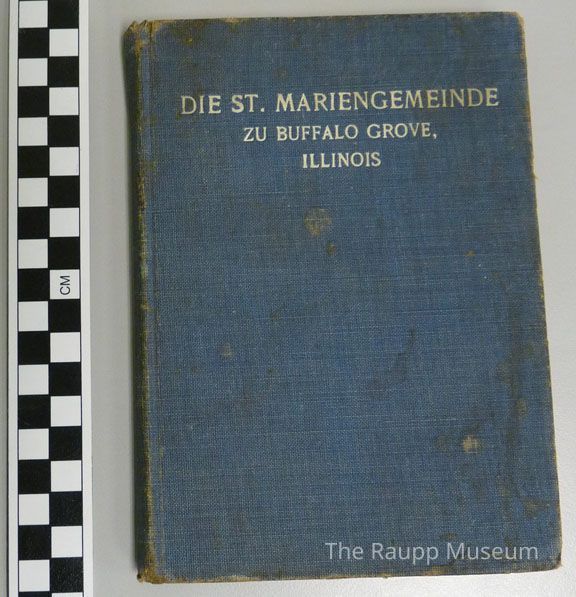 DIE ST. MARIENGEMEINDE
ZU BUFFALO GROVE,
ILLINOIS
CM
The Raupp Museum